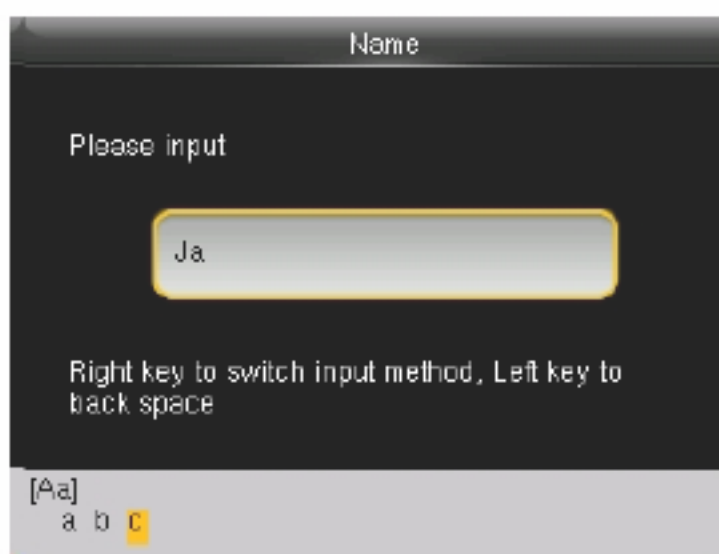 Name
Please input
Ja
Right key to switch input method, Left key to
back space
[Aa]
a b c